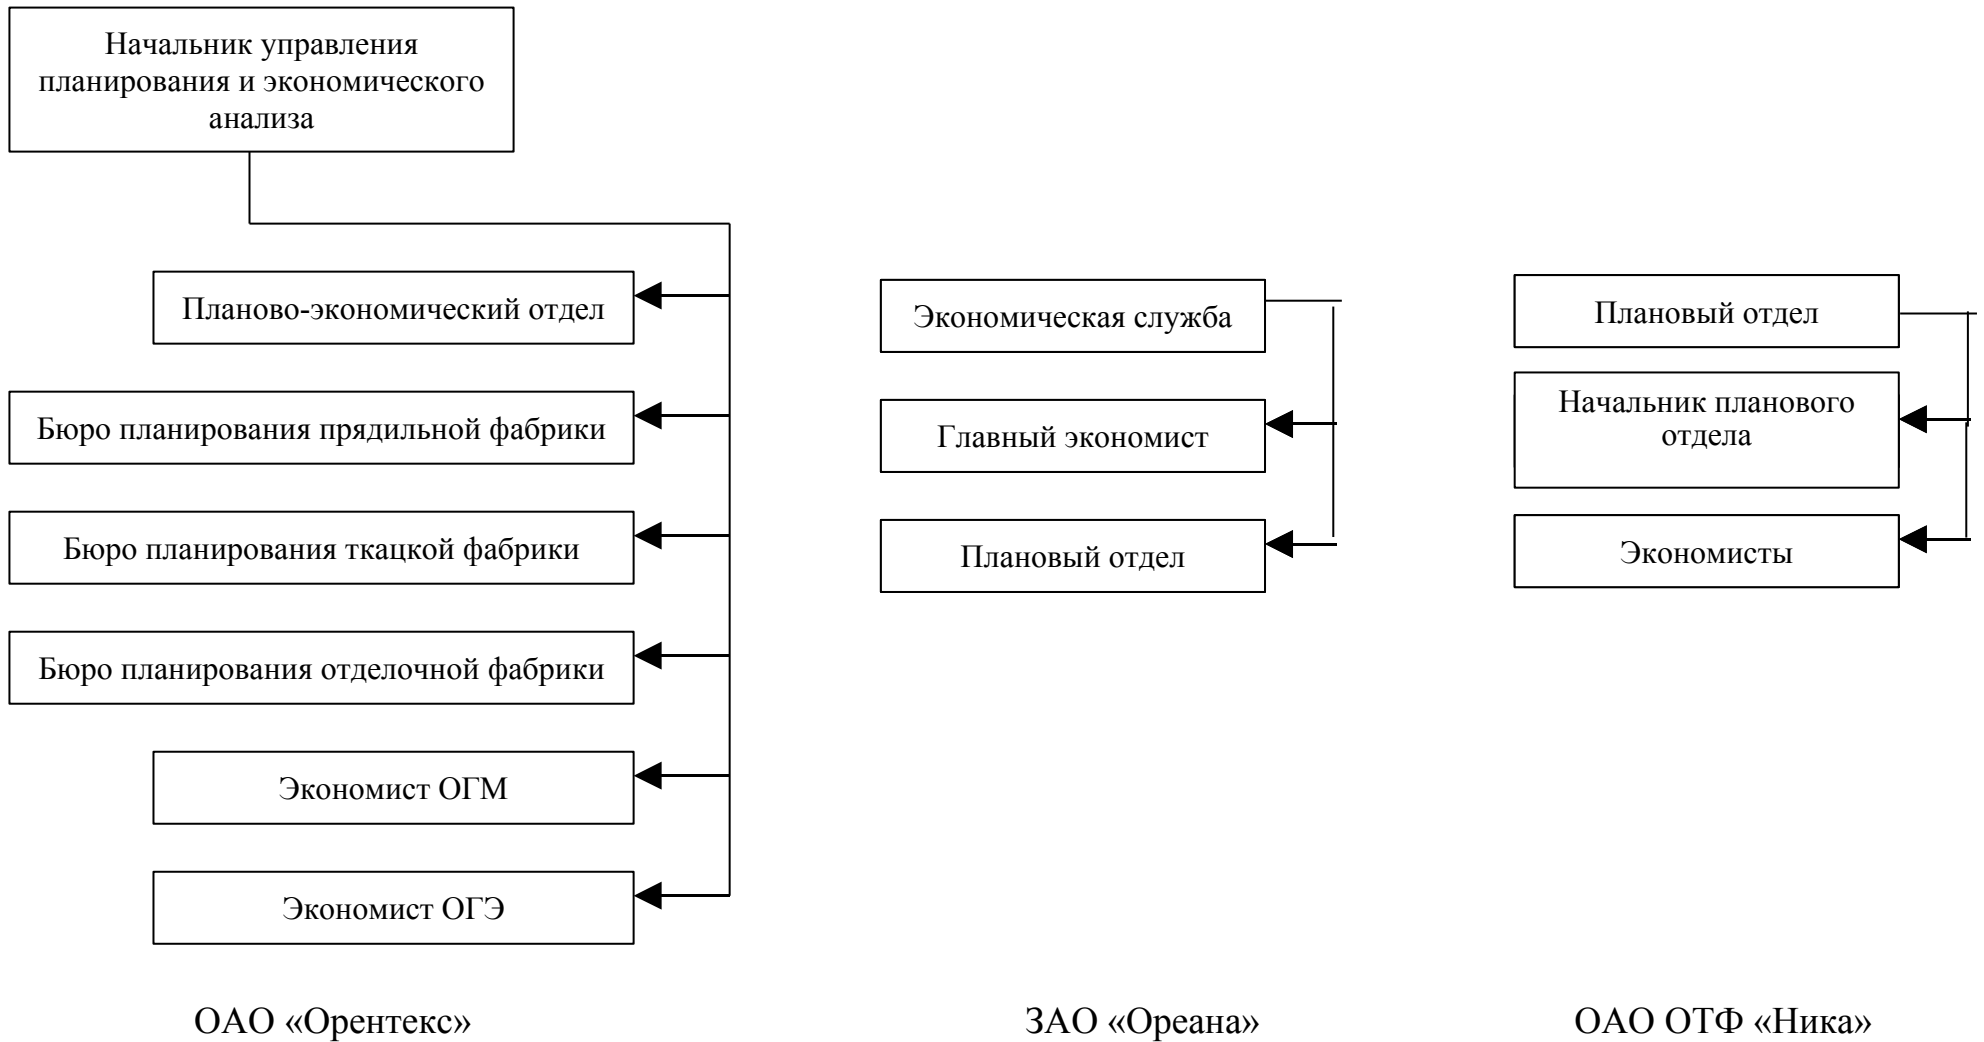 Начальник управления
планирования и экономического
анализа
Планово-экономический отдел
Бюро планирования прядильной фабрики
Бюро планирования ткацкой фабрики
Бюро планирования отделочной фабрики
Экономист ОГМ
Экономист ОГЭ
ОАО «Орентекс»
Экономическая служба
Главный экономист
Плановый отдел
ЗАО «Ореана»
Плановый отдел
Начальник планового
отдела
Экономисты
ОАО ОТФ «Ника»